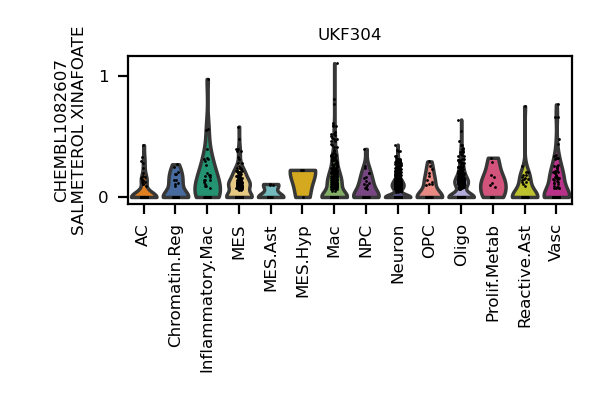 UKF304
CHEMBL1082607
SALMETEROL XINAFOATE
1
0
AC
Chromatin.Reg
Inflammatory.Mac
MES
MES.Ast
MES.Hyp
Mac
NPC
Neuron
OPC
Oligo
Prolif.Metab
Reactive.Ast
Vasc